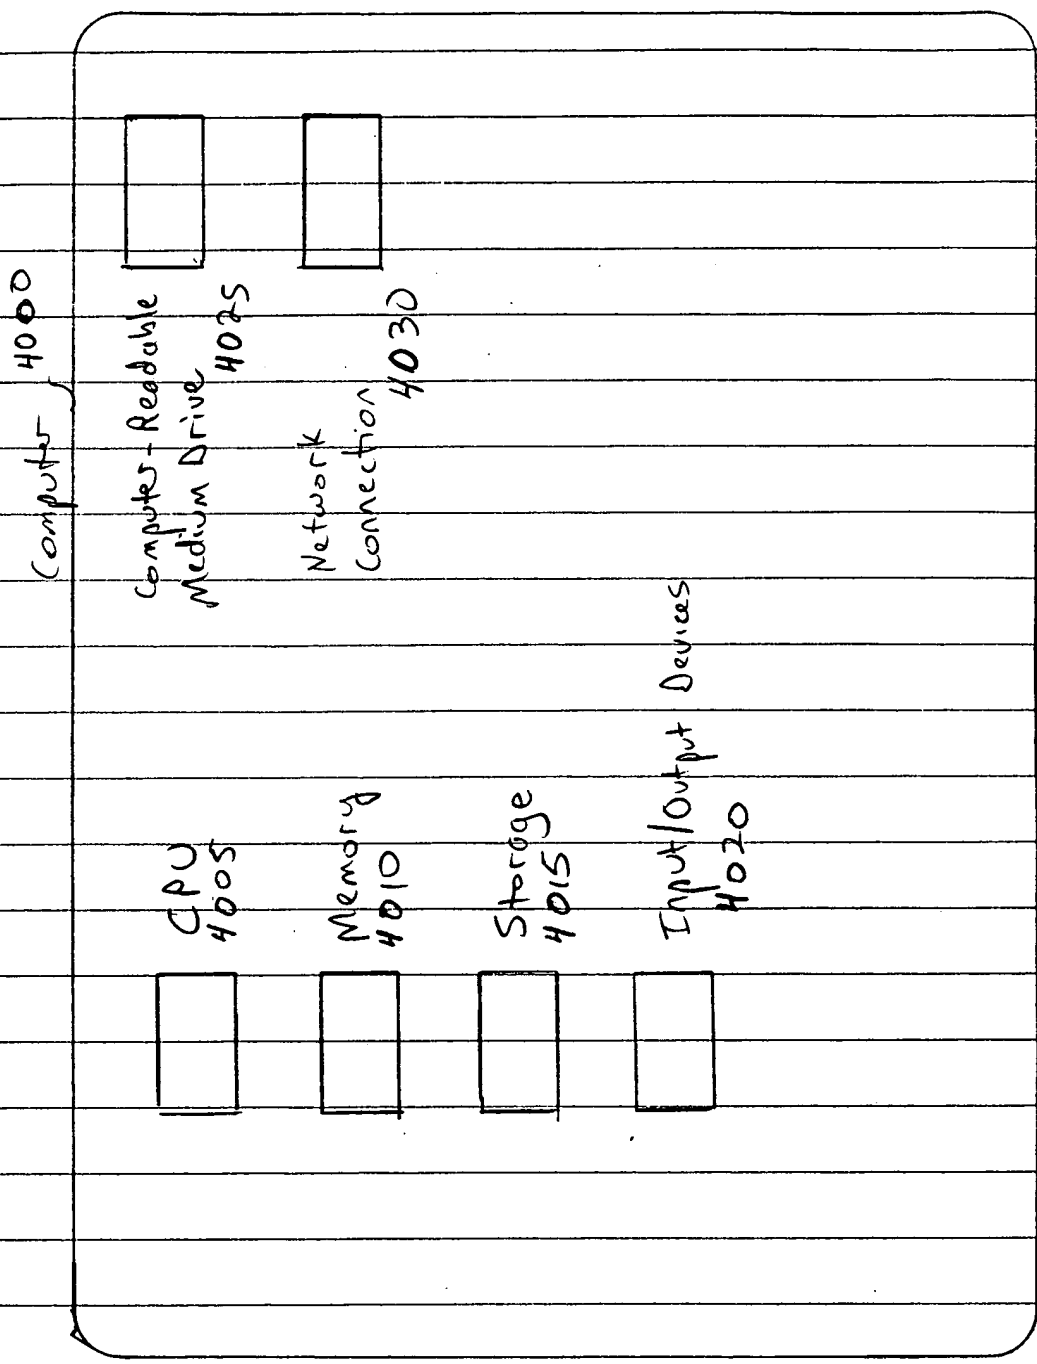 Computer 4000
CPU
4005
Memory
4010
Storage
4015
Input/Output Devices
4020
Computer-Readable
Medium Drive
4025
Network
Connection
4030